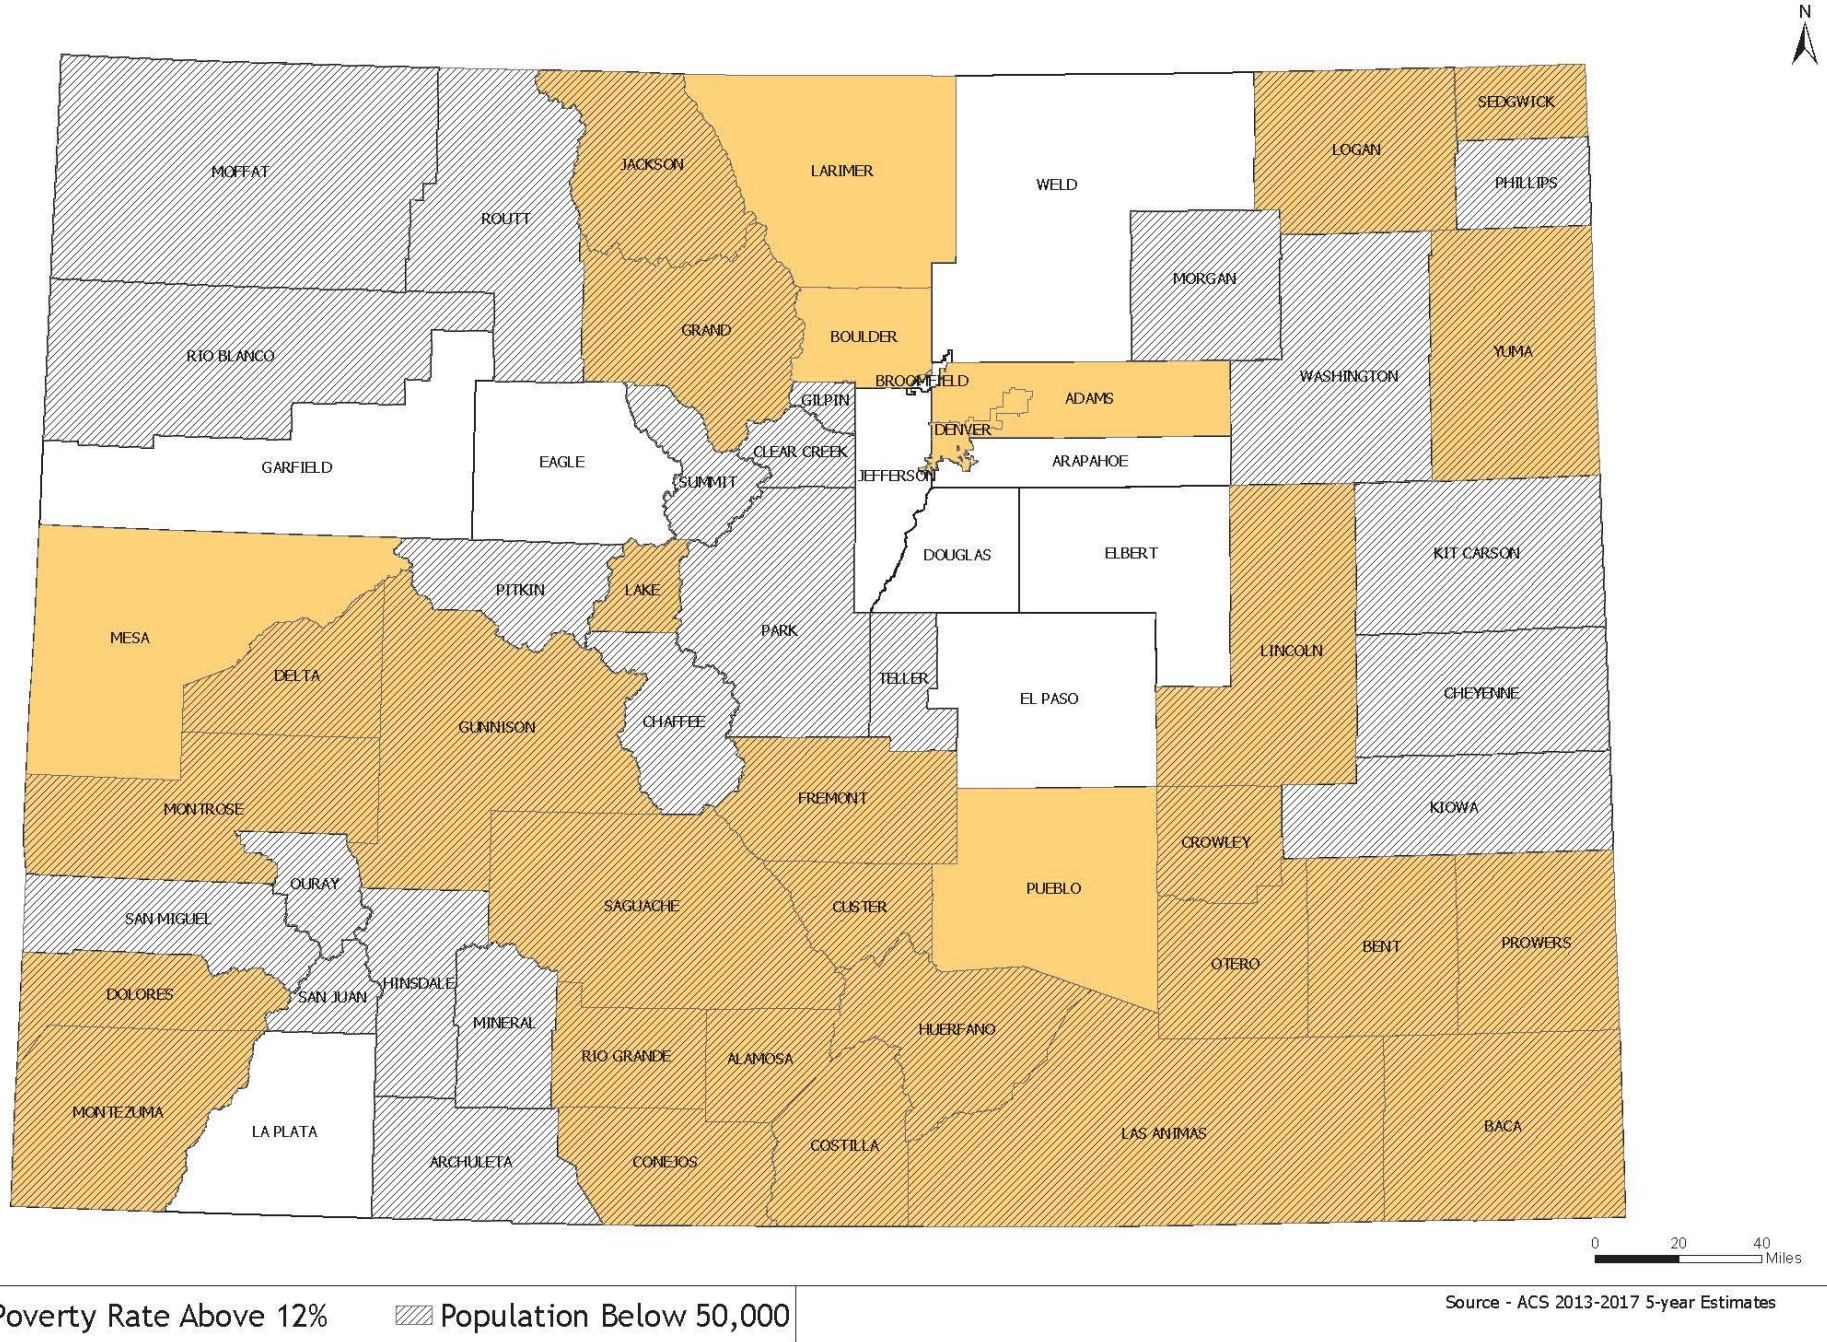 N
SEDGWICK
LOGAN
JACKSON
LARIMER
MOFFAT
WELD
PHILLIPS
ROUTT
MORGAN
GRAND
BOULDER
YUMA
RIO BLANCO
WASHINGTON
BROOMFIELD
GILPIN
ADAMS
DENVER
CLEAR CREEK
EAGLE
ARAPAHOE
GARFIELD
JEFFERSON
SUMMIT
DOUGLAS
ELBERT
KIT CARSON
PITKIN
LAKE
PARK
MESA
LINCOLN
DELTA
TELLER
CHEYENNE
EL PASO
CHAFFEE
GUNNISON
FREMONT
MONTROSE
KIOWA
CROWLEY
OURAY
PUEBLO
SAGUACHE
CUSTER
SAN MIGUEL
BENT
PROWERS
OTERO
HINSDALE
DOLORES
SAN JUAN
MINERAL
HUERFANO
RIO GRANDE
ALAMOSA
MONTEZUMA
LA PLATA
LAS ANIMAS
BACA
COSTILLA
ARCHULETA
CONEJOS
0 20 40
Miles
Poverty Rate Above 12% Population Below 50,000
Source - ACS 2013-2017 5-year Estimates